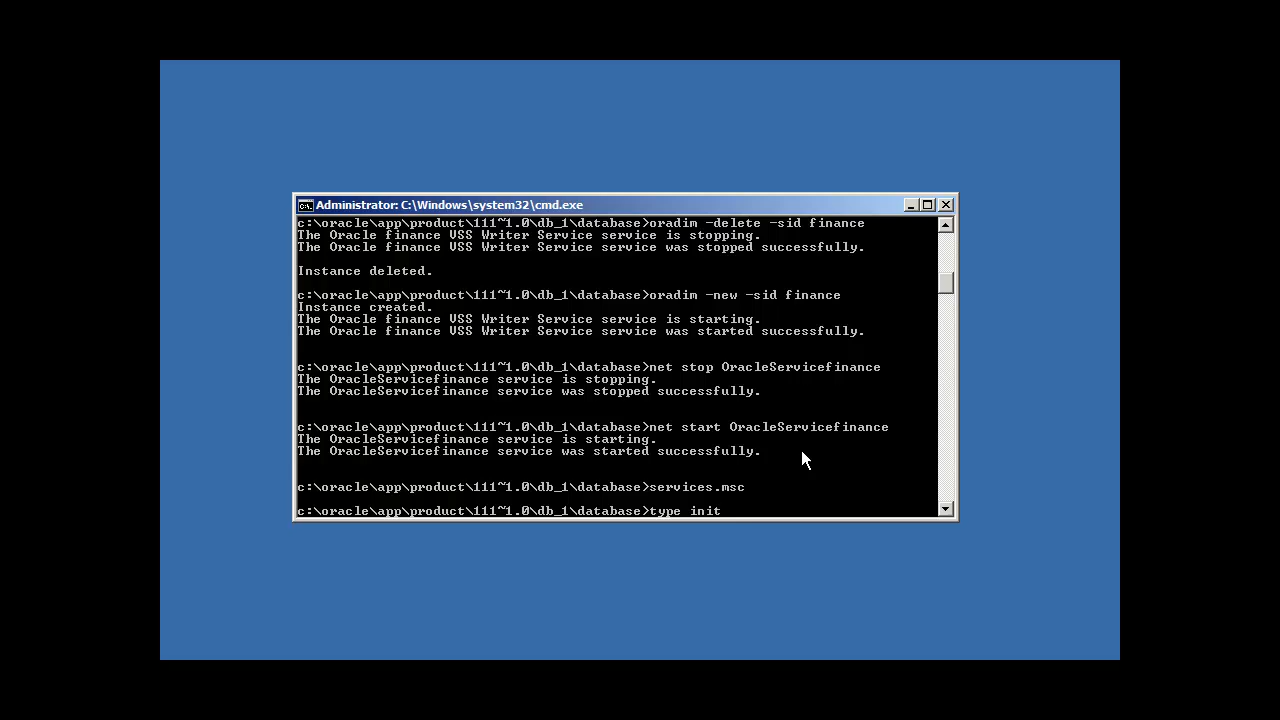 Administrator: C:\Windows\system32\cmd.exe
c:\oracle\app\product\111~1.0\db_1\database>oradim -delete -sid finance
The Oracle finance VSS Writer Service service is stopping.
The Oracle finance VSS Writer Service service was stopped successfully.
Instance deleted.
c:\oracle\app\product\111~1.0\db_1\database>oradim -new -sid finance
Instance created.
The Oracle finance VSS Writer Service service is starting.
The Oracle finance VSS Writer Service service was started successfully.
c:\oracle\app\product\111~1.0\db_1\database>net stop OracleServicefinance
The OracleServicefinance service is stopping.
The OracleServicefinance service was stopped successfully.
c:\oracle\app\product\111~1.0\db_1\database>net start OracleServicefinance
The OracleServicefinance service is starting.
The OracleServicefinance service was started successfully.
c:\oracle\app\product\111~1.0\db_1\database>services.msc
c:\oracle\app\product\111~1.0\db_1\database>type init